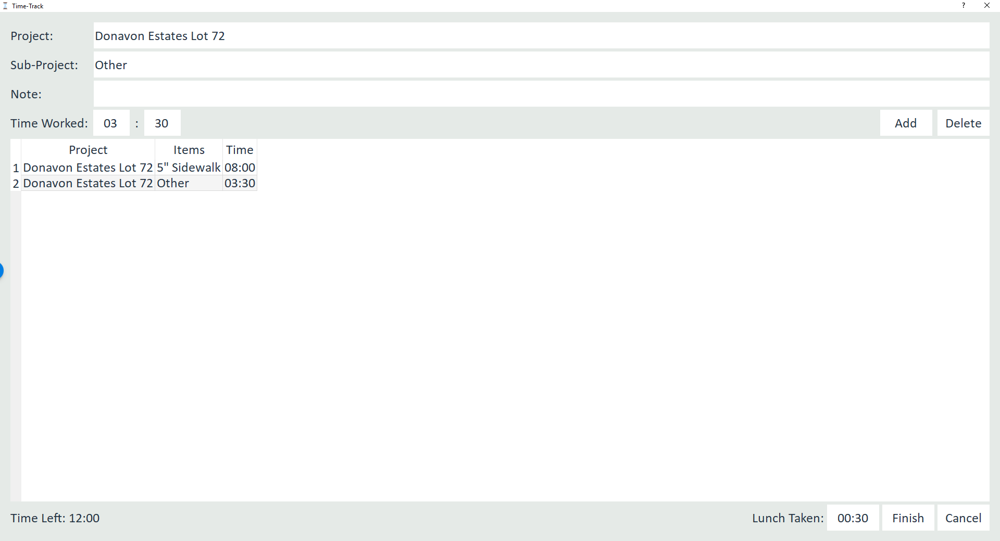 Time-Track ?
Project: Donavon Estates Lot 72
Sub-Project: Other
Note:
Time Worked: 03 : 30 Add Delete
Project Items Time
1 Donavon Estates Lot 72 5" Sidewalk 08:00
2 Donavon Estates Lot 72 Other 03:30
Time Left: 12:00 Lunch Taken: 00:30 Finish Cancel